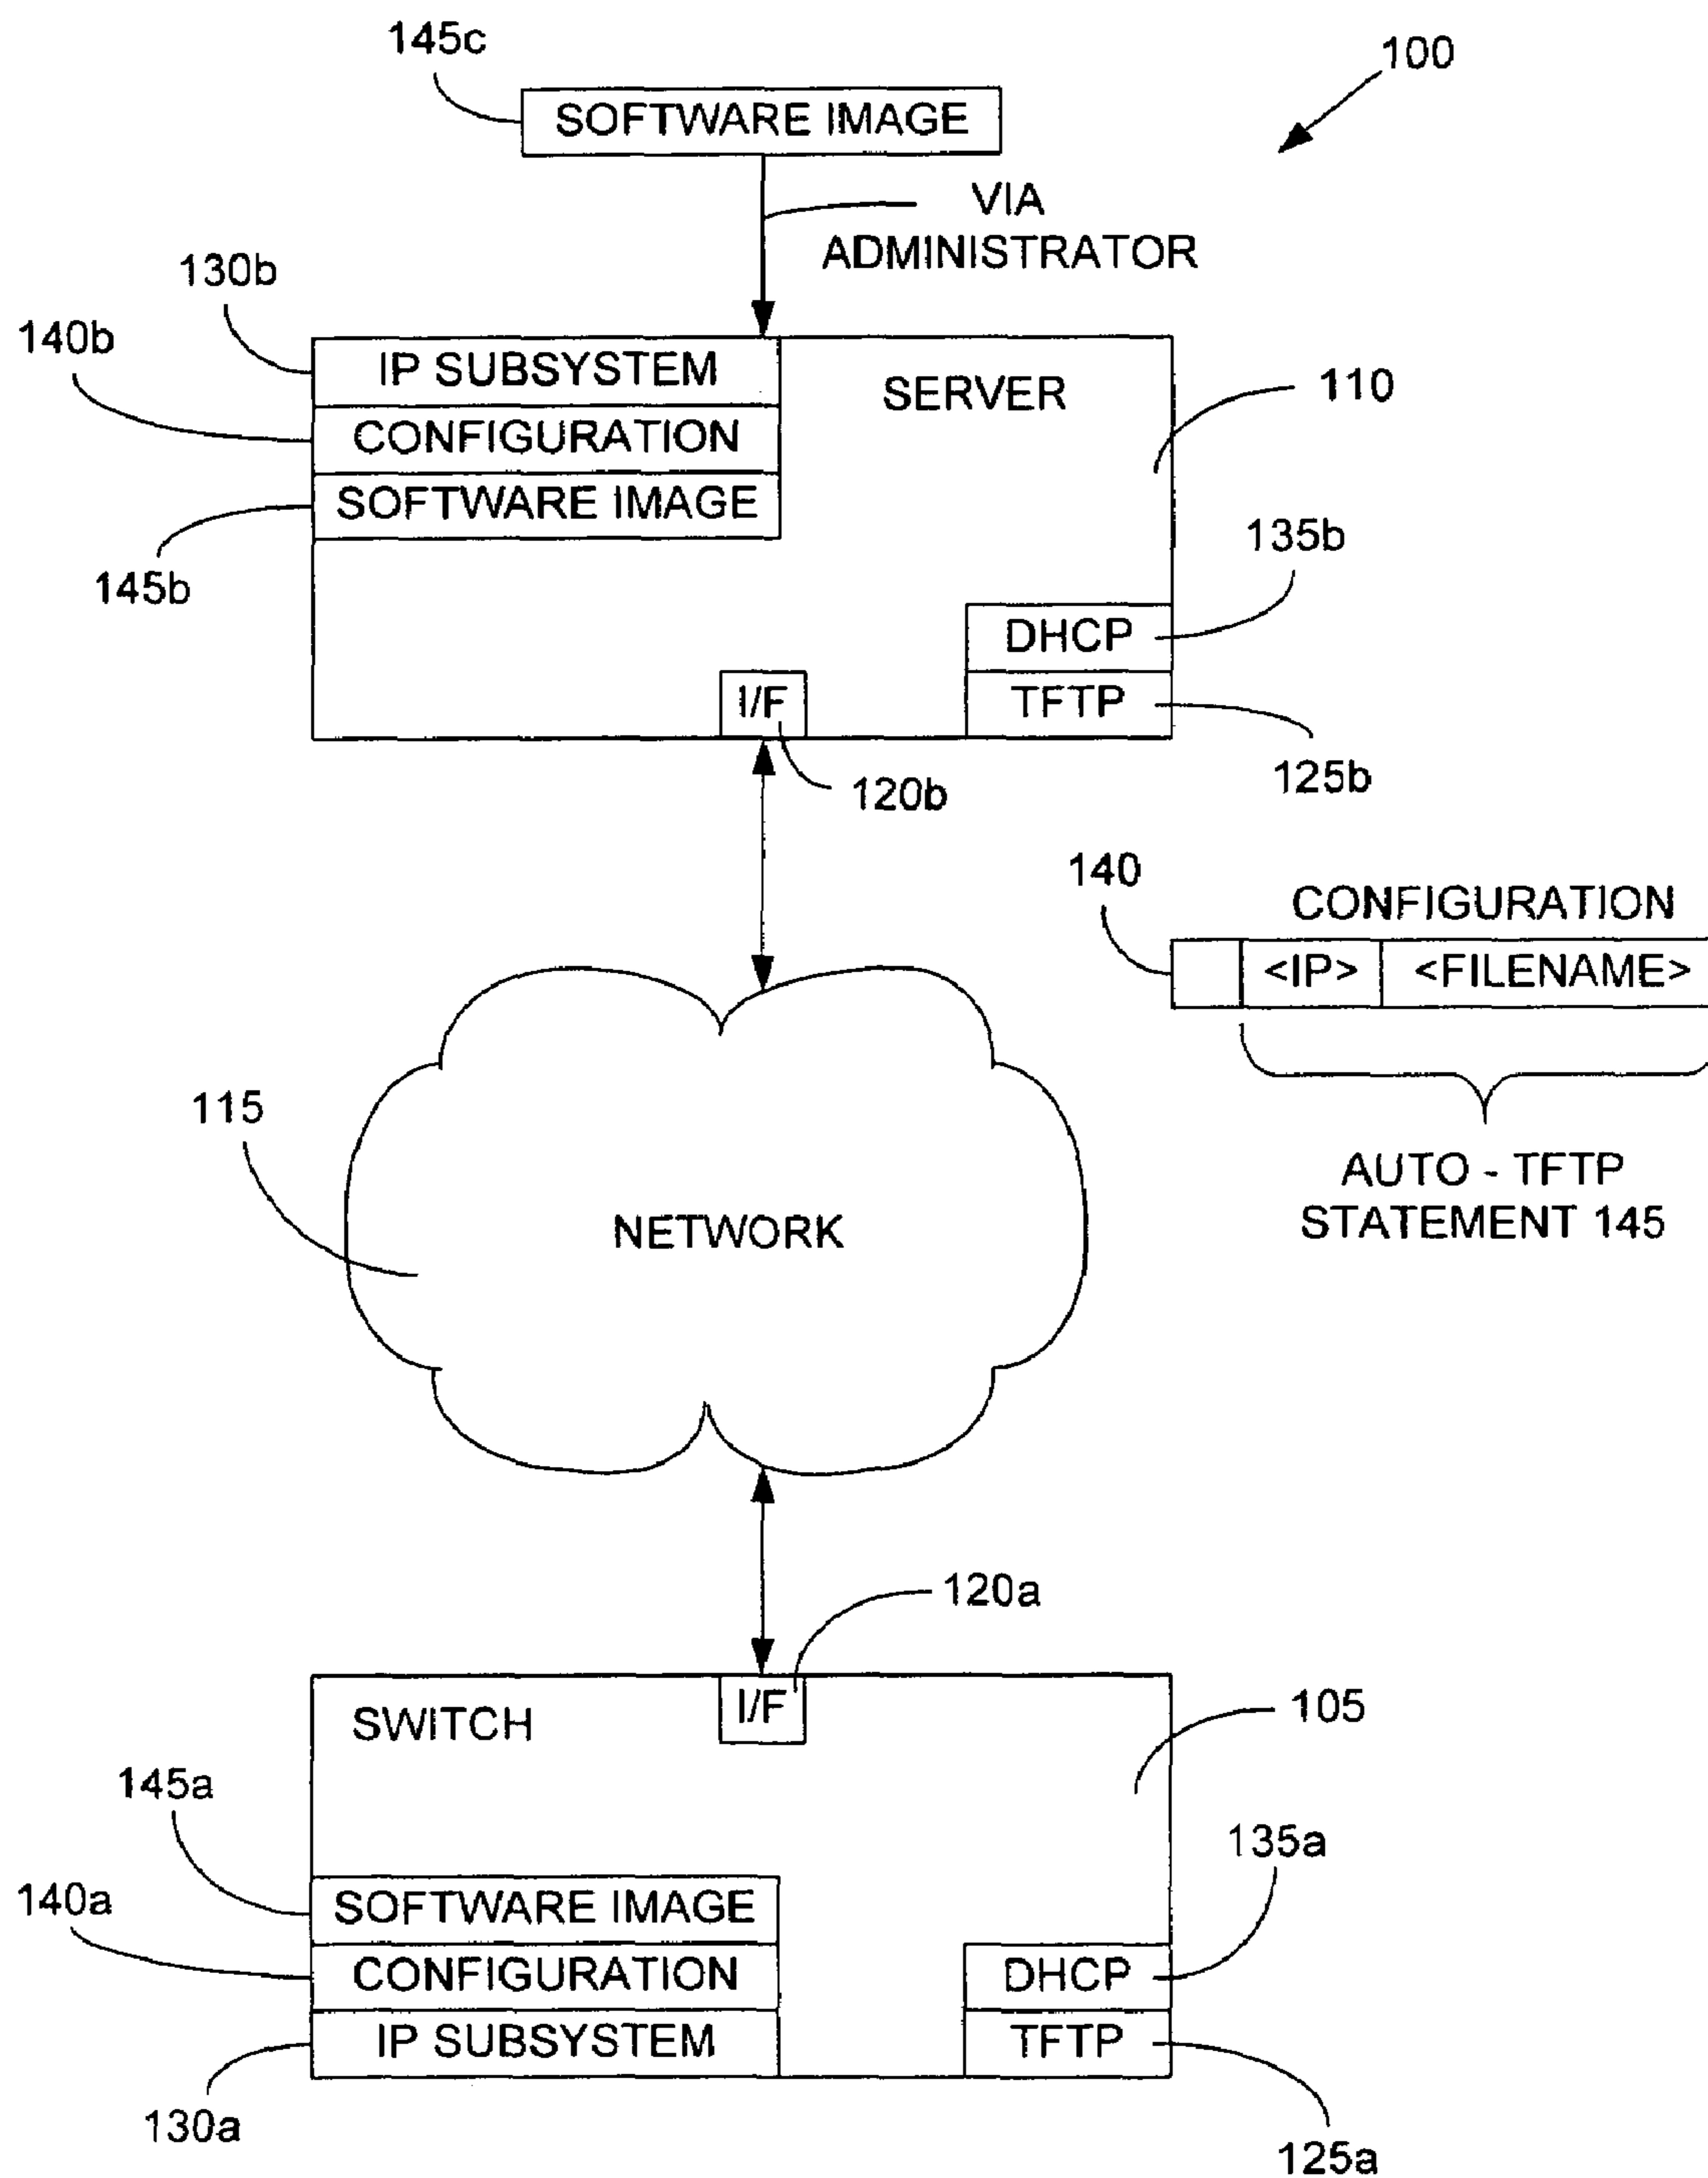 145c
100
SOFTWARE IMAGE
VIA
ADMINISTRATOR
130b
140b
IP SUBSYSTEM
SERVER
110
CONFIGURATION
SOFTWARE IMAGE
145b
135b
DHCP
I/F
TFTP
120b
125b
140
CONFIGURATION
<IP>
<FILENAME>
115
AUTO - TFTP
STATEMENT 145
NETWORK
120a
SWITCH
I/F
105
145a
135a
140a
SOFTWARE IMAGE
CONFIGURATION
DHCP
IP SUBSYSTEM
TFTP
130a
125a